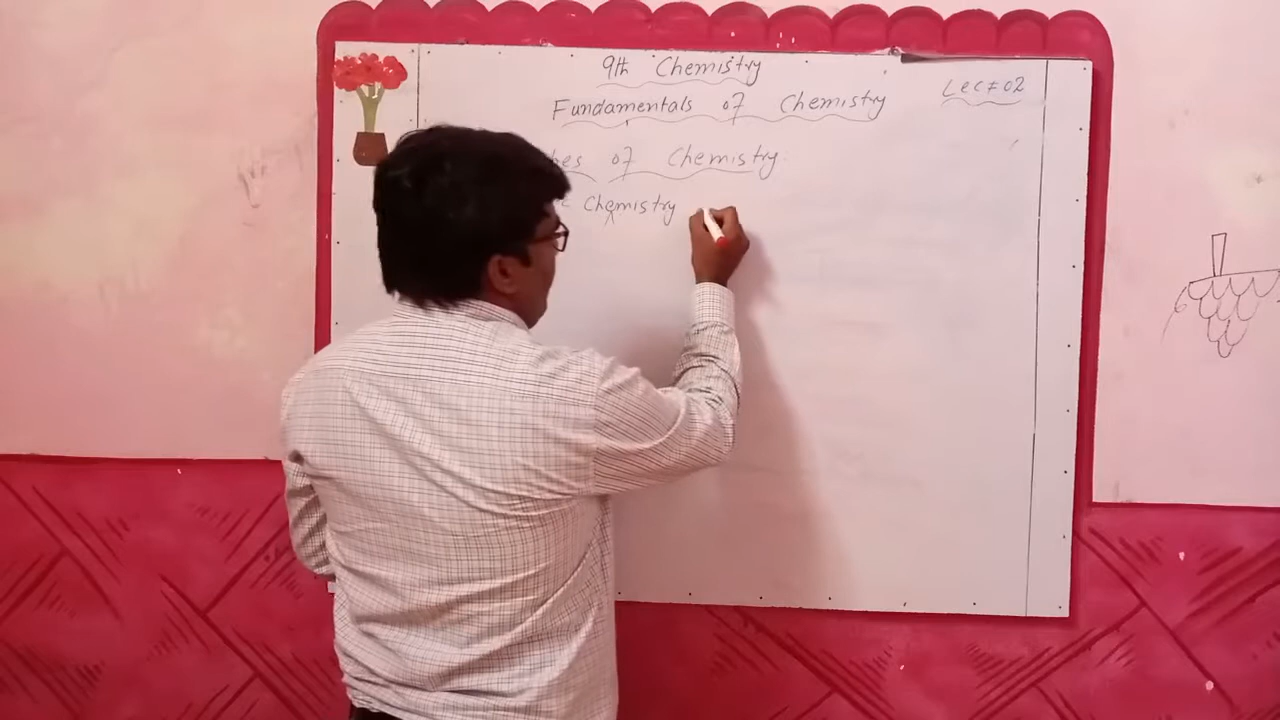 9th Chemistry
Lec # 02
Fundamentals of Chemistry
of Chemistry
Chemistry